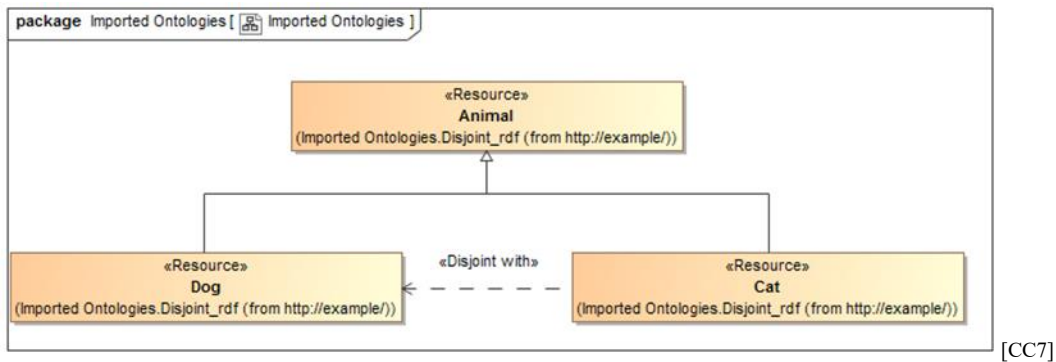 package Imported Ontologies [ Imported Ontologies ]
«Resource»
Animal
(Imported Ontologies.Disjoint_rdf (from http://example/))
«Resource»
Dog
(Imported Ontologies.Disjoint_rdf (from http://example/))
«Disjoint with»
«Resource»
Cat
(Imported Ontologies.Disjoint_rdf (from http://example/))
[CC7]